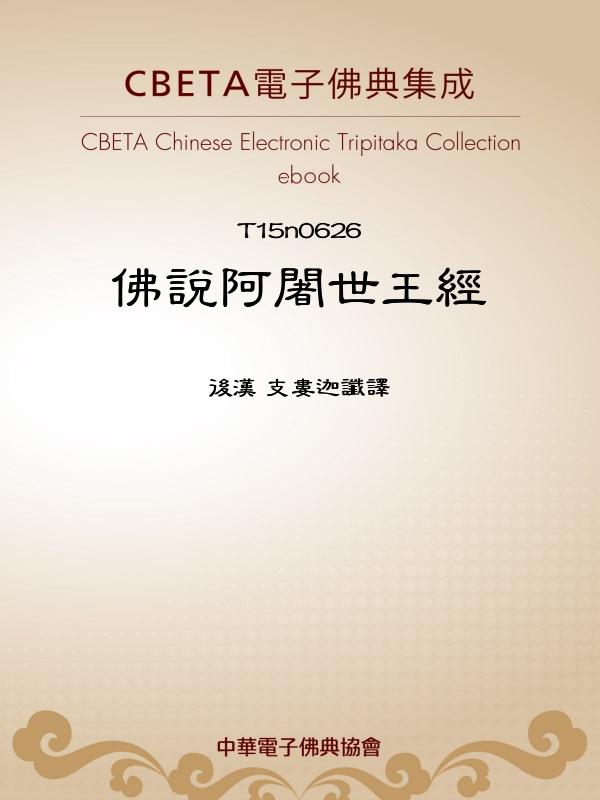 CBETA電子佛典集成
CBETA Chinese Electronic Tripitaka Collection
ebook
T15n0626
佛說阿闍世王經
後漢 支婁迦讖譯
中華電子佛典協會